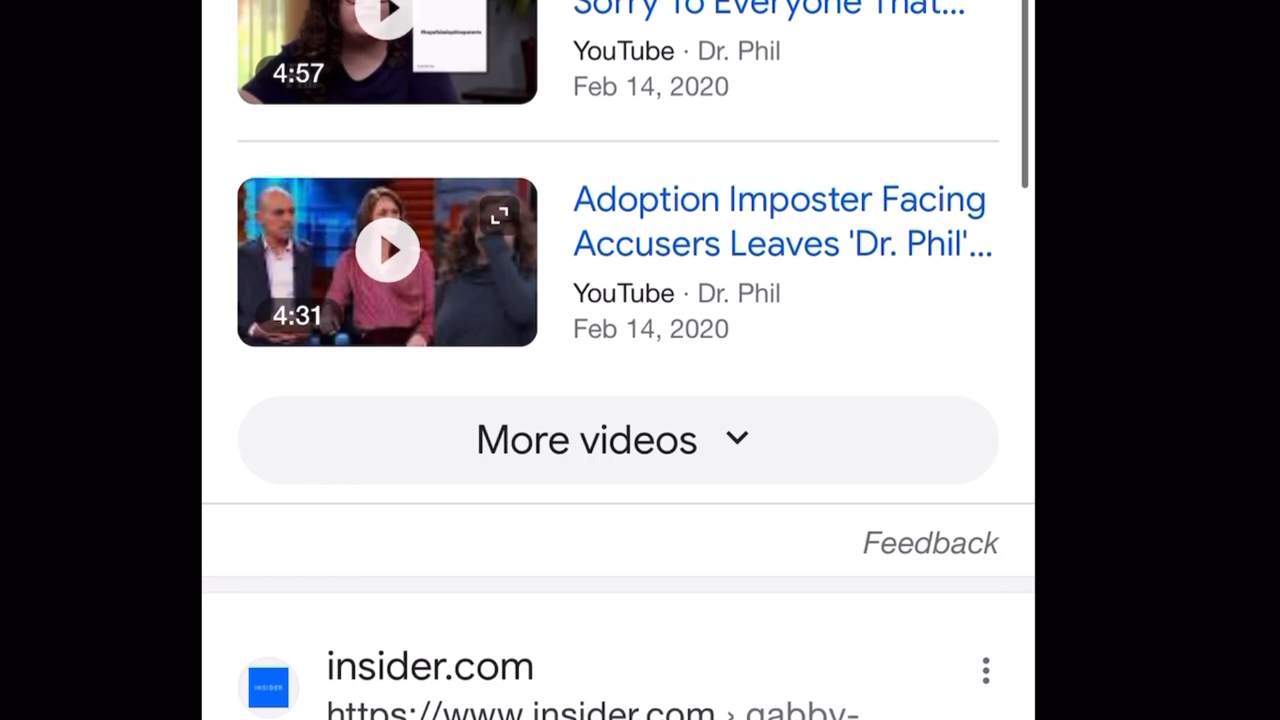 Sorry To Everyone That...
4:57
YouTube · Dr. Phil
Feb 14, 2020
Adoption Imposter Facing
Accusers Leaves 'Dr. Phil'...
4:31
YouTube · Dr. Phil
Feb 14, 2020
More videos
Feedback
insider.com
INSIDER
https://www.insider.com › gabby-